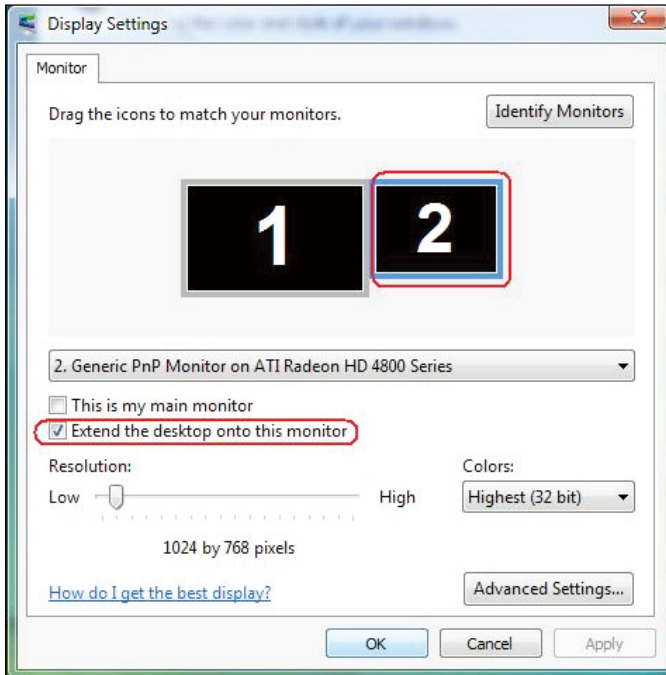 Display Settings
Monitor
Drag the icons to match your monitors.
Identify Monitors
1
2
2. Generic PnP Monitor on ATI Radeon HD 4800 Series
This is my main monitor
Extend the desktop onto this monitor
Resolution:
Colors:
Low
High
Highest (32 bit)
1024 by 768 pixels
How do I get the best display?
Advanced Settings...
OK
Cancel
Apply